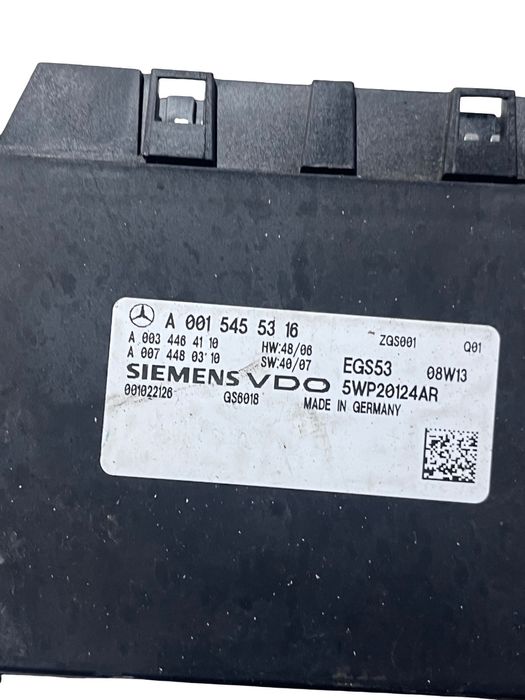 A 001 545 53 16
ZGS001 Q01
A 003 446 41 10 HW:48/06
A 007 448 03 10 SW:40/07 EGS53 08W13
SIEMENS VDO 5WP20124AR
001022126 GS6018 MADE IN GERMANY